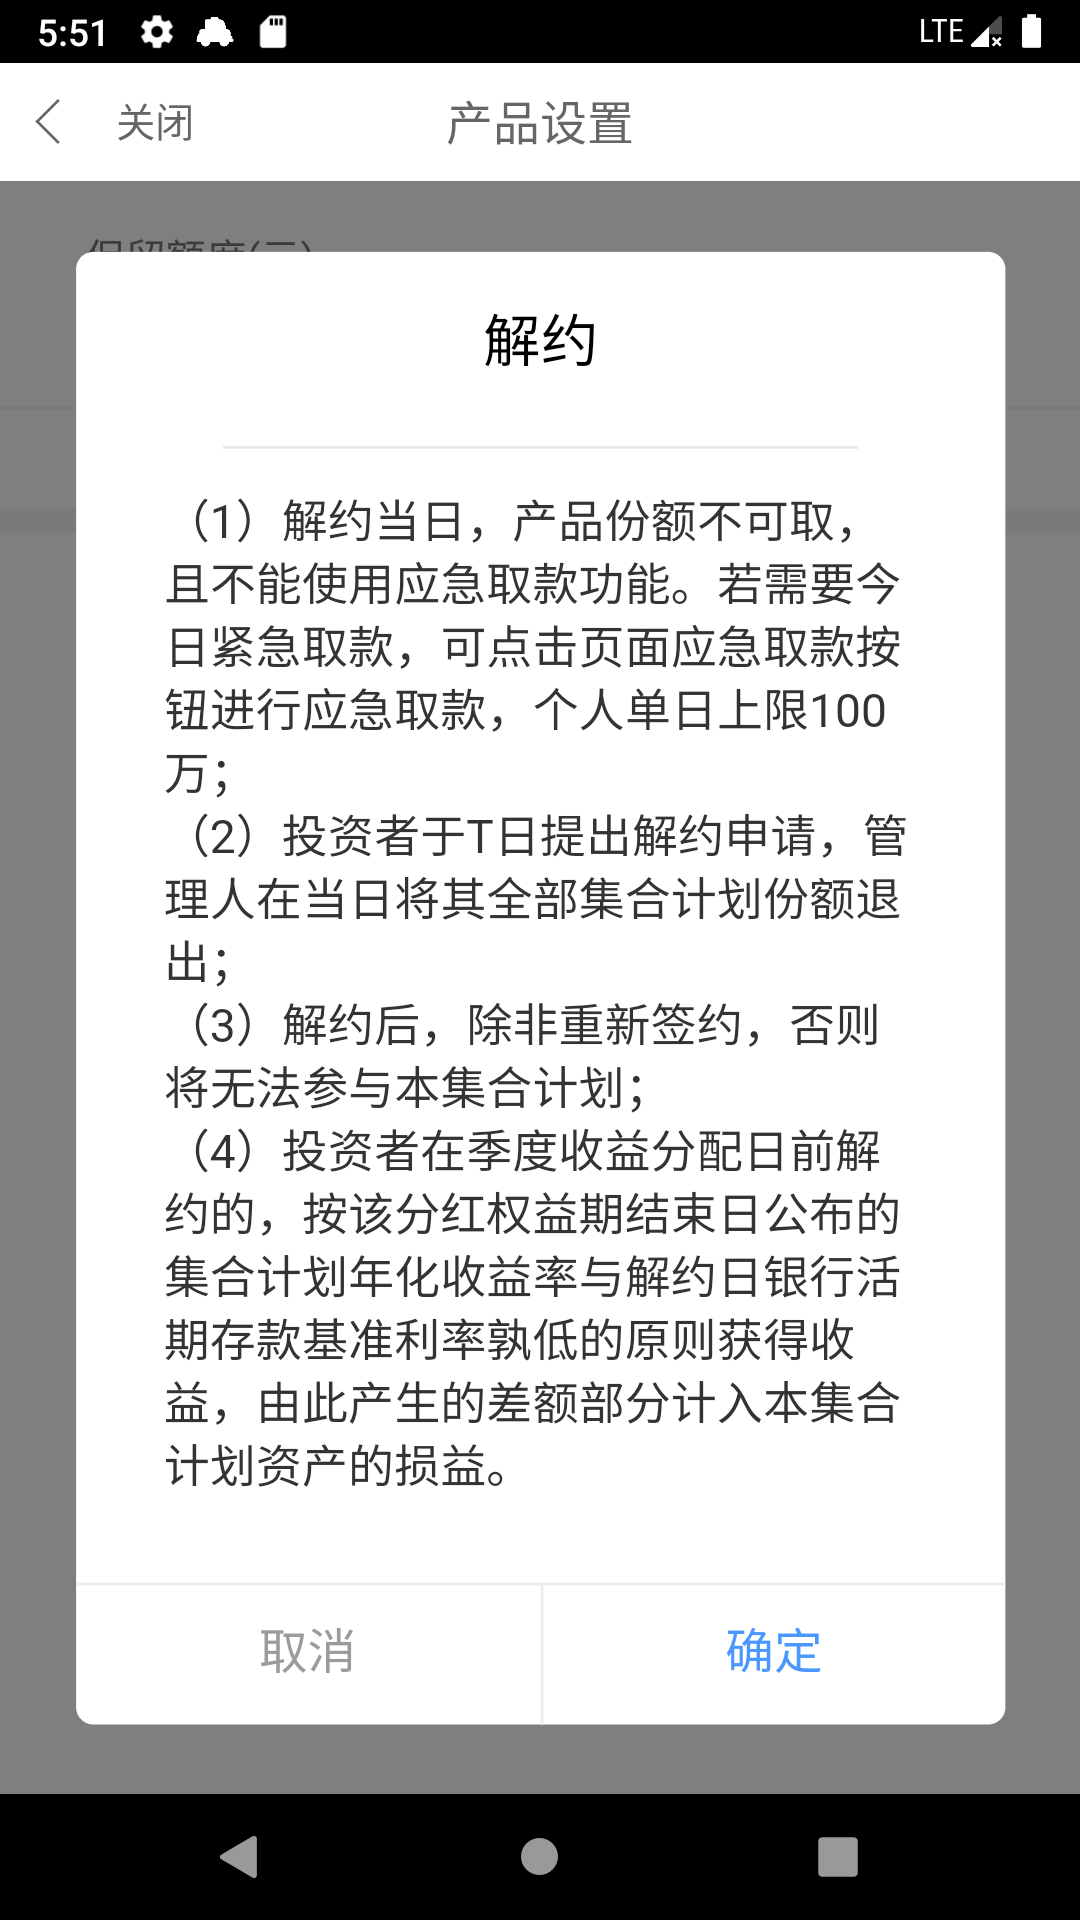 5:51
LTE
关闭
产品设置
保留额度(元)
解约
（1）解约当日，产品份额不可取，
且不能使用应急取款功能。若需要今
日紧急取款，可点击页面应急取款按
钮进行应急取款，个人单日上限100
万；
（2）投资者于T日提出解约申请，管
理人在当日将其全部集合计划份额退
出；
（3）解约后，除非重新签约，否则
将无法参与本集合计划；
（4）投资者在季度收益分配日前解
约的，按该分红权益期结束日公布的
集合计划年化收益率与解约日银行活
期存款基准利率孰低的原则获得收
益，由此产生的差额部分计入本集合
计划资产的损益。
取消
确定